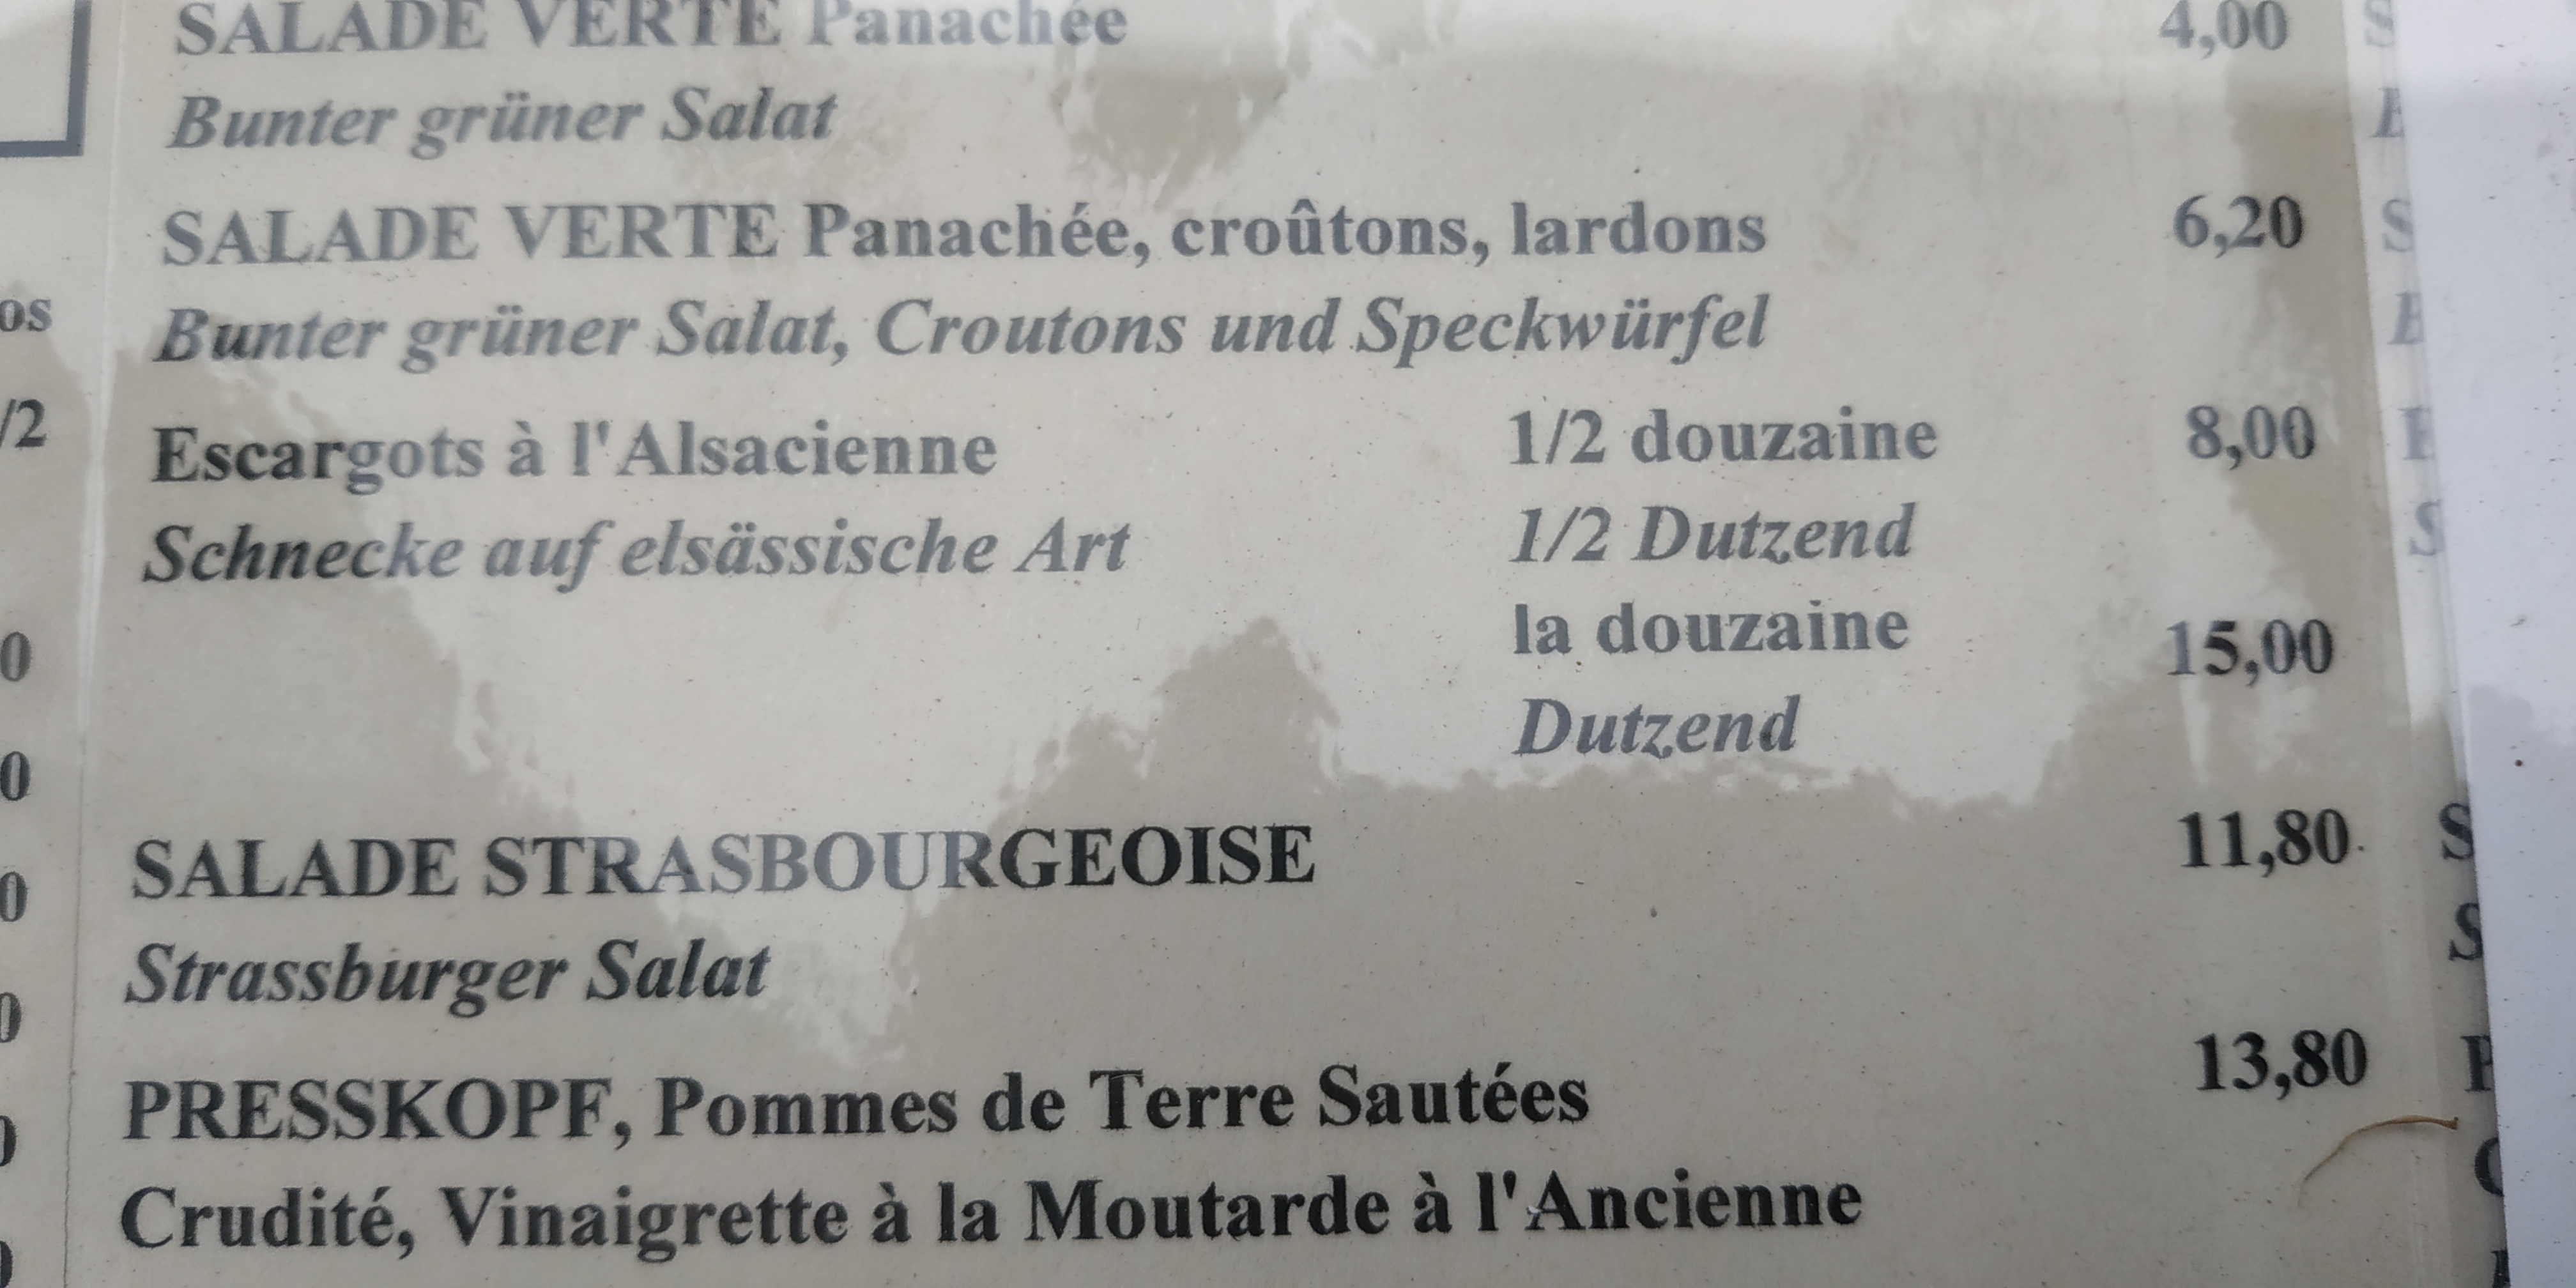 SALADE VERTE Panachée 4,00
Bunter grüner Salat
SALADE VERTE Panachée, croûtons, lardons 6,20
Bunter grüner Salat, Croutons und Speckwürfel
Escargots à l'Alsacienne 1/2 douzaine 8,00
Schnecke auf elsässische Art 1/2 Dutzend
la douzaine 15,00
Dutzend
SALADE STRASBOURGEOISE 11,80
Strassburger Salat
PRESSKOPF, Pommes de Terre Sautées 13,80
Crudité, Vinaigrette à la Moutarde à l'Ancienne